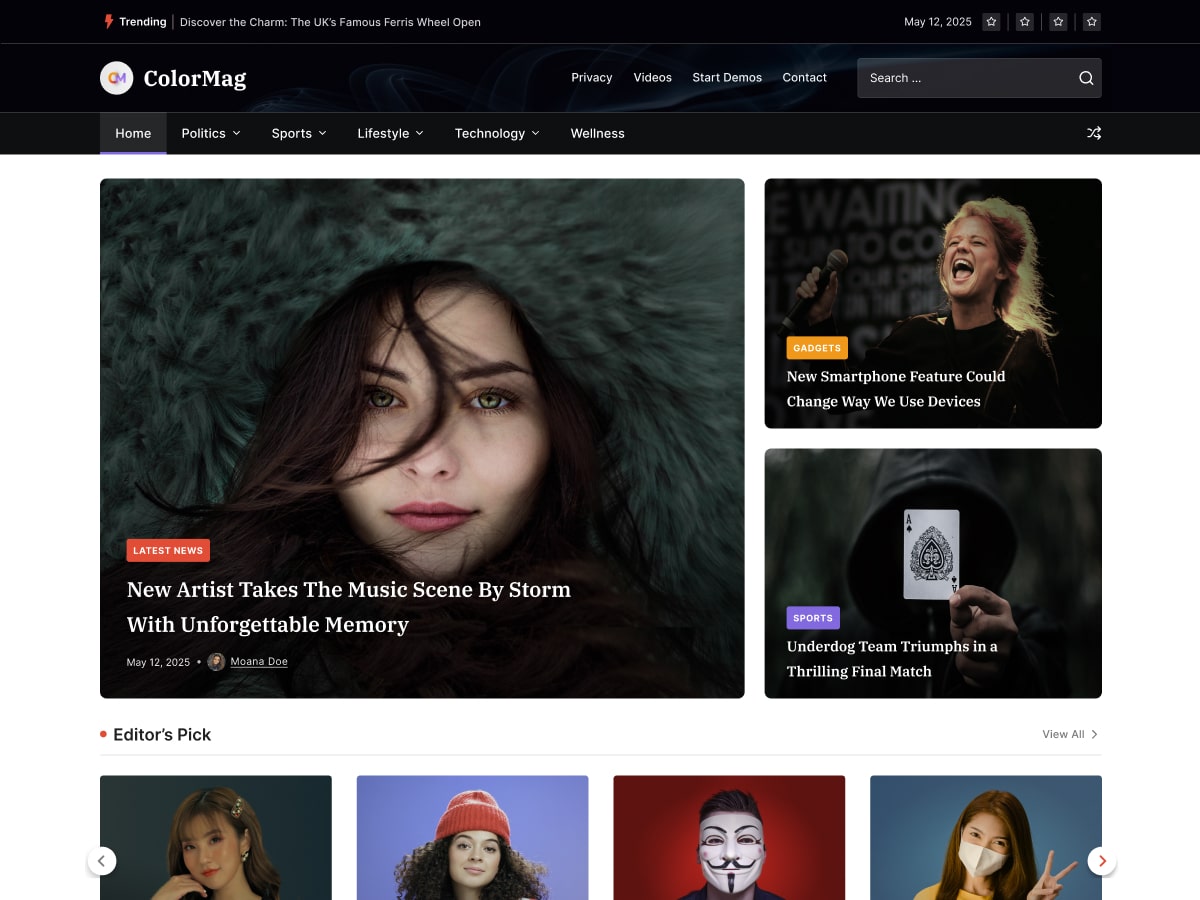 Trending
Discover the Charm: The UK's Famous Ferris Wheel Open
May 12, 2025
CM
ColorMag
Privacy
Videos
Start Demos
Contact
Search ...
Home
Politics
Sports
Lifestyle
Technology
Wellness
LATEST NEWS
New Artist Takes The Music Scene By Storm
With Unforgettable Memory
May 12, 2025 • Moana Doe
E WAITING
GADGETS
New Smartphone Feature Could
Change Way We Use Devices
A
A
SPORTS
Underdog Team Triumphs in a
Thrilling Final Match
Editor’s Pick
View All